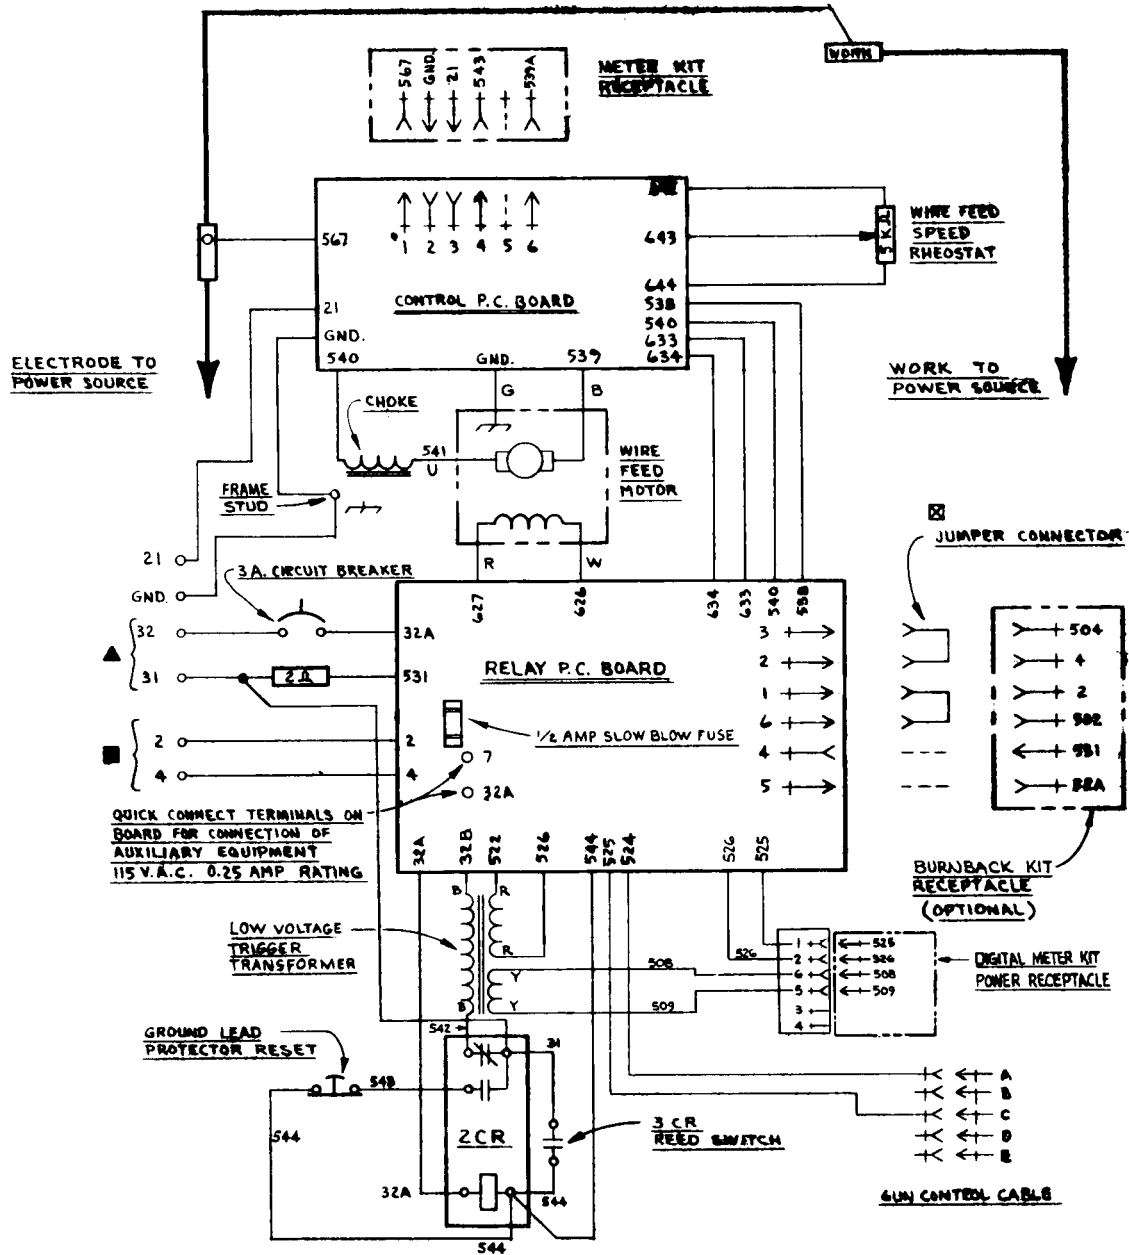 WORK
METER KIT
RECEPTACLE
567
GND.
21
543
539A
567
1
2
3
4
5
6
643
644
538
540
633
634
5 K Ω
WIRE FEED
SPEED
RHEOSTAT
CONTROL P.C. BOARD
21
GND.
540
GND.
539
ELECTRODE TO
POWER SOURCE
WORK TO
POWER SOURCE
G
B
CHOKE
541
U
WIRE
FEED
MOTOR
FRAME
STUD
R
W
JUMPER CONNECTOR
21
GND.
3 A. CIRCUIT BREAKER
32
31
2 Ω
32A
531
627
626
634
633
540
538
RELAY P.C. BOARD
3
2
1
6
4
5
504
4
2
502
531
32A
2
4
2
4
1/2 AMP SLOW BLOW FUSE
7
32A
QUICK CONNECT TERMINALS ON
BOARD FOR CONNECTION OF
AUXILIARY EQUIPMENT
115 V.A.C. 0.25 AMP RATING
32A
32B
522
526
544
525
524
526
525
BURNBACK KIT
RECEPTACLE
(OPTIONAL)
B
R
LOW VOLTAGE
TRIGGER
TRANSFORMER
R
Y
Y
B
526
508
509
1
2
6
5
3
4
525
526
508
509
DIGITAL METER KIT
POWER RECEPTACLE
542
31
GROUND LEAD
PROTECTOR RESET
543
544
2CR
3 CR
REED SWITCH
32A
544
544
A
B
C
D
E
GUN CONTROL CABLE